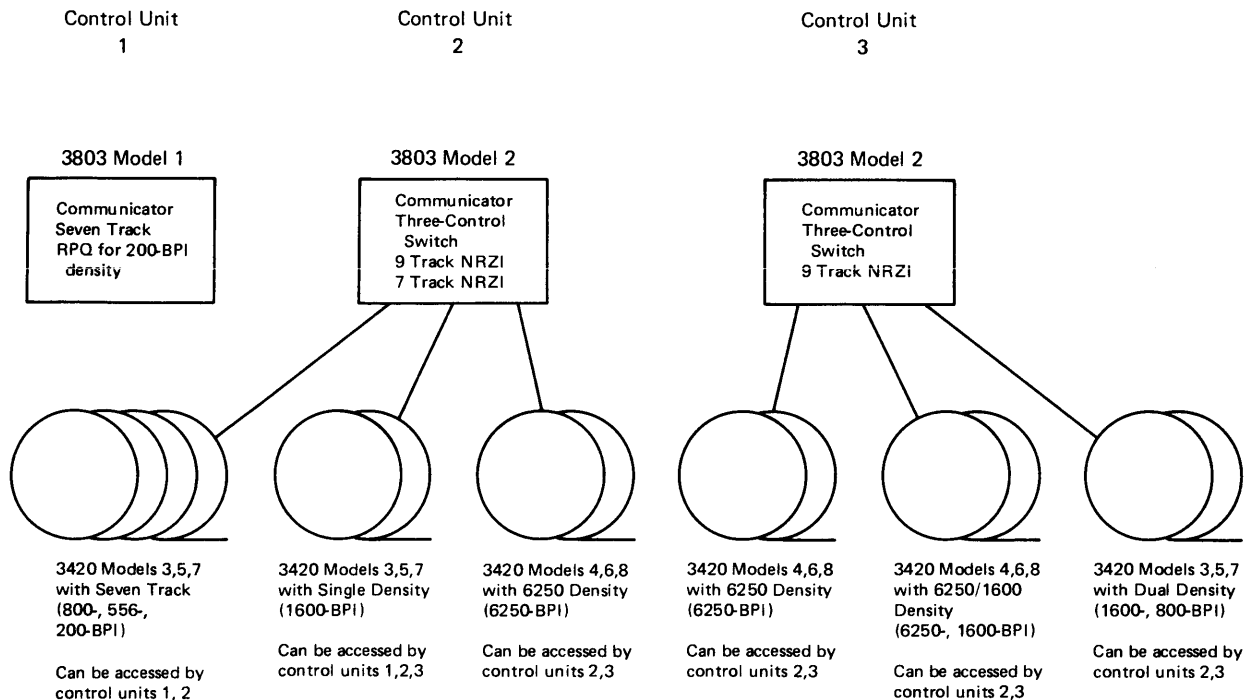 Control Unit
1
Control Unit
2
Control Unit
3
3803 Model 1
Communicator
Seven Track
RPQ for 200-BPI
density
3803 Model 2
Communicator
Three-Control
Switch
9 Track NRZI
7 Track NRZI
3803 Model 2
Communicator
Three-Control
Switch
9 Track NRZI
3420 Models 3,5,7
with Seven Track
(800-, 556-,
200-BPI)
Can be accessed by
control units 1, 2
3420 Models 3,5,7
with Single Density
(1600-BPI)
Can be accessed by
control units 1,2,3
3420 Models 4,6,8
with 6250 Density
(6250-BPI)
Can be accessed by
control units 2,3
3420 Models 4,6,8
with 6250 Density
(6250-BPI)
Can be accessed by
control units 2,3
3420 Models 4,6,8
with 6250/1600
Density
(6250-, 1600-BPI)
Can be accessed by
control units 2,3
3420 Models 3,5,7
with Dual Density
(1600-, 800-BPI)
Can be accessed by
control units 2,3